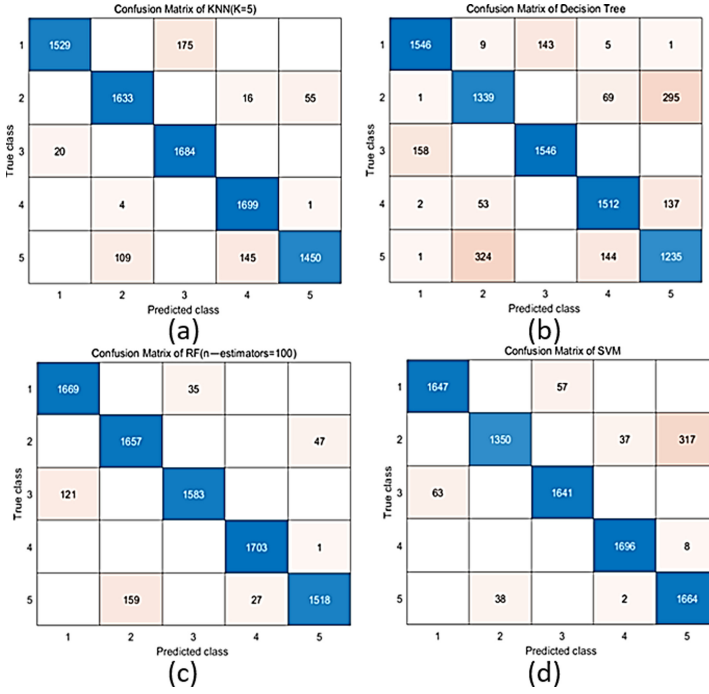 Confusion Matrix of KNN(K=5)
True class
1 1529 175
2 1633 16 55
3 20 1684
4 4 1699 1
5 109 145 1450
1 2 3 4 5
Predicted class
(a)
Confusion Matrix of Decision Tree
True class
1 1546 9 143 5 1
2 1 1339 69 295
3 158 1546
4 2 53 1512 137
5 1 324 144 1235
1 2 3 4 5
Predicted class
(b)
Confusion Matrix of RF(n—estimators=100)
True class
1 1669 35
2 1657 47
3 121 1583
4 1703 1
5 159 27 1518
1 2 3 4 5
Predicted class
(c)
Confusion Matrix of SVM
True class
1 1647 57
2 1350 37 317
3 63 1641
4 1696 8
5 38 2 1664
1 2 3 4 5
Predicted class
(d)